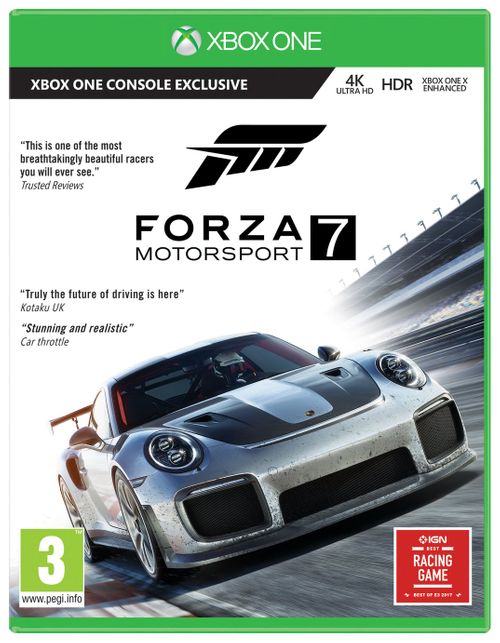 XBOX ONE
XBOX ONE CONSOLE EXCLUSIVE
4K
ULTRA HD
HDR
XBOX ONE X
ENHANCED
“This is one of the most
breathtakingly beautiful racers
you will ever see.”
Trusted Reviews
FORZA
MOTORSPORT
7
“Truly the future of driving is here”
Kotaku UK
“Stunning and realistic”
Car throttle
3
TM
www.pegi.info
IGN
BEST
RACING
GAME
BEST OF E3 2017